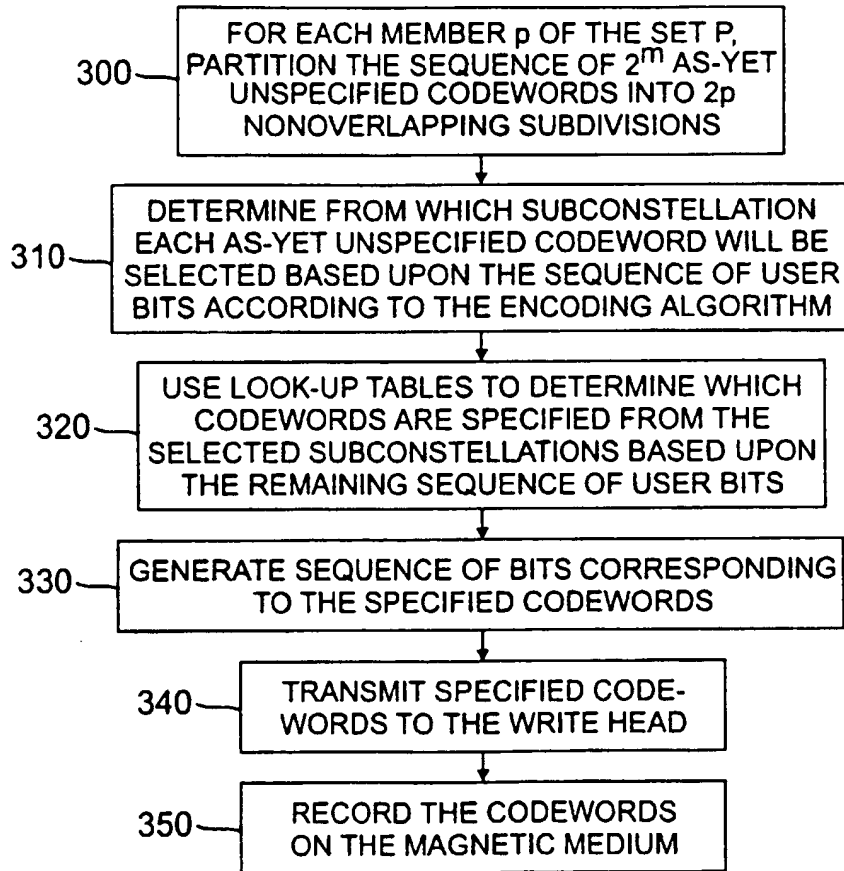 FOR EACH MEMBER p OF THE SET P,
PARTITION THE SEQUENCE OF 2^m AS-YET
UNSPECIFIED CODEWORDS INTO 2p
NONOVERLAPPING SUBDIVISIONS
300
DETERMINE FROM WHICH SUBCONSTELLATION
EACH AS-YET UNSPECIFIED CODEWORD WILL BE
SELECTED BASED UPON THE SEQUENCE OF USER
BITS ACCORDING TO THE ENCODING ALGORITHM
310
USE LOOK-UP TABLES TO DETERMINE WHICH
CODEWORDS ARE SPECIFIED FROM THE
SELECTED SUBCONSTELLATIONS BASED UPON
THE REMAINING SEQUENCE OF USER BITS
320
GENERATE SEQUENCE OF BITS CORRESPONDING
TO THE SPECIFIED CODEWORDS
330
TRANSMIT SPECIFIED CODE-
WORDS TO THE WRITE HEAD
340
RECORD THE CODEWORDS
ON THE MAGNETIC MEDIUM
350